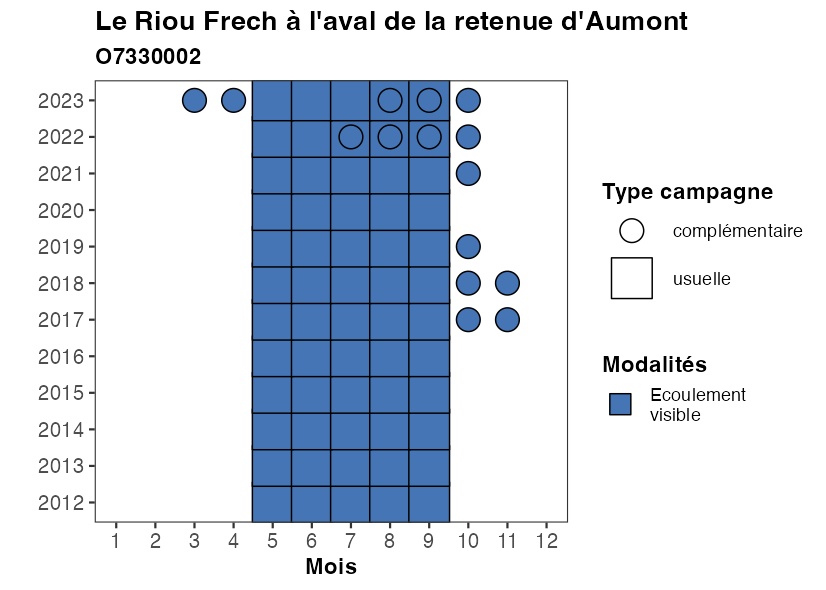 Le Riou Frech à l'aval de la retenue d'Aumont
O7330002
2023
2022
2021
2020
2019
2018
2017
2016
2015
2014
2013
2012
1 2 3 4 5 6 7 8 9 10 11 12
Mois
Type campagne
complémentaire
usuelle
Modalités
Ecoulement
visible